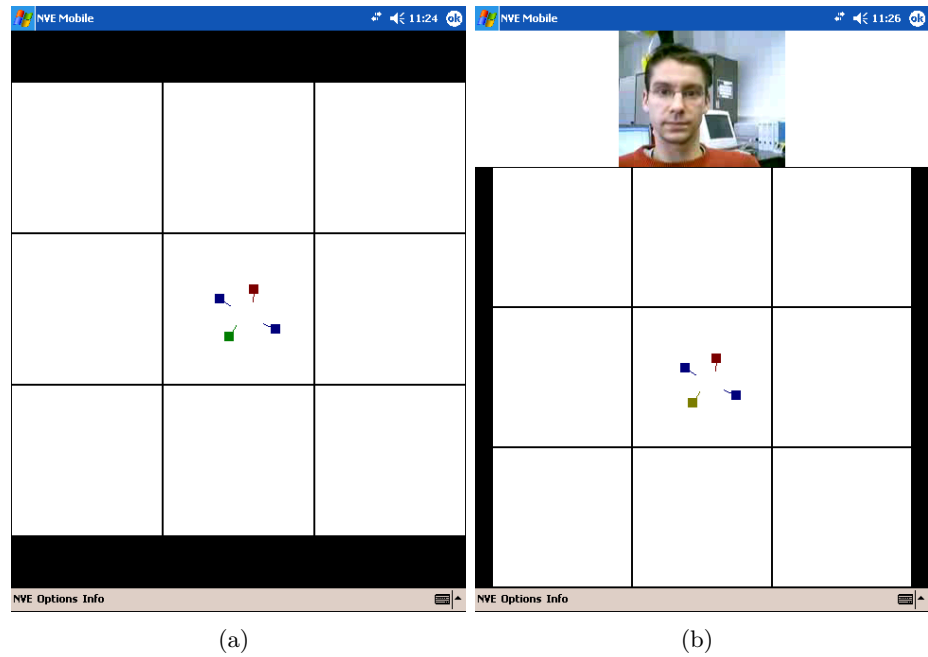 NVE Mobile 11:24 ok
NVE Options Info
(a)
NVE Mobile 11:26 ok
NVE Options Info
(b)